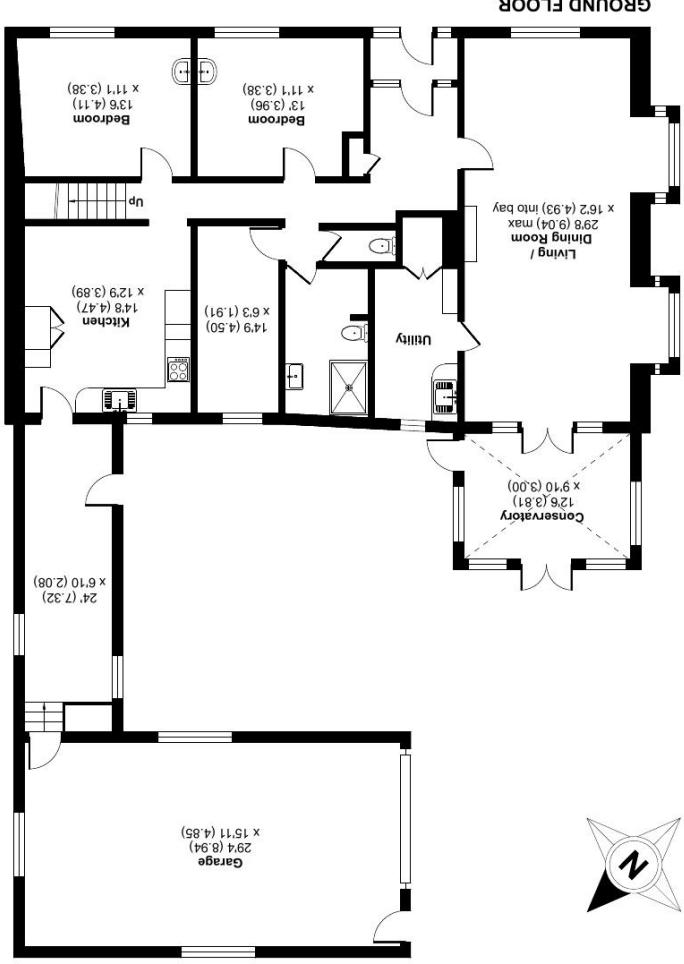 GROUND FLOOR
Living /
Dining Room
29'8 (9.04) max
x 16'2 (4.93) into bay
Bedroom
13' (3.96)
x 11'1 (3.38)
Bedroom
13'6 (4.11)
x 11'1 (3.38)
Up
Kitchen
14'8 (4.47)
x 12'9 (3.89)
14'9 (4.50)
x 6'3 (1.91)
Utility
Conservatory
12'6 (3.81)
x 9'10 (3.00)
24' (7.32)
x 6'10 (2.08)
Garage
29'4 (8.94)
x 15'11 (4.85)
N